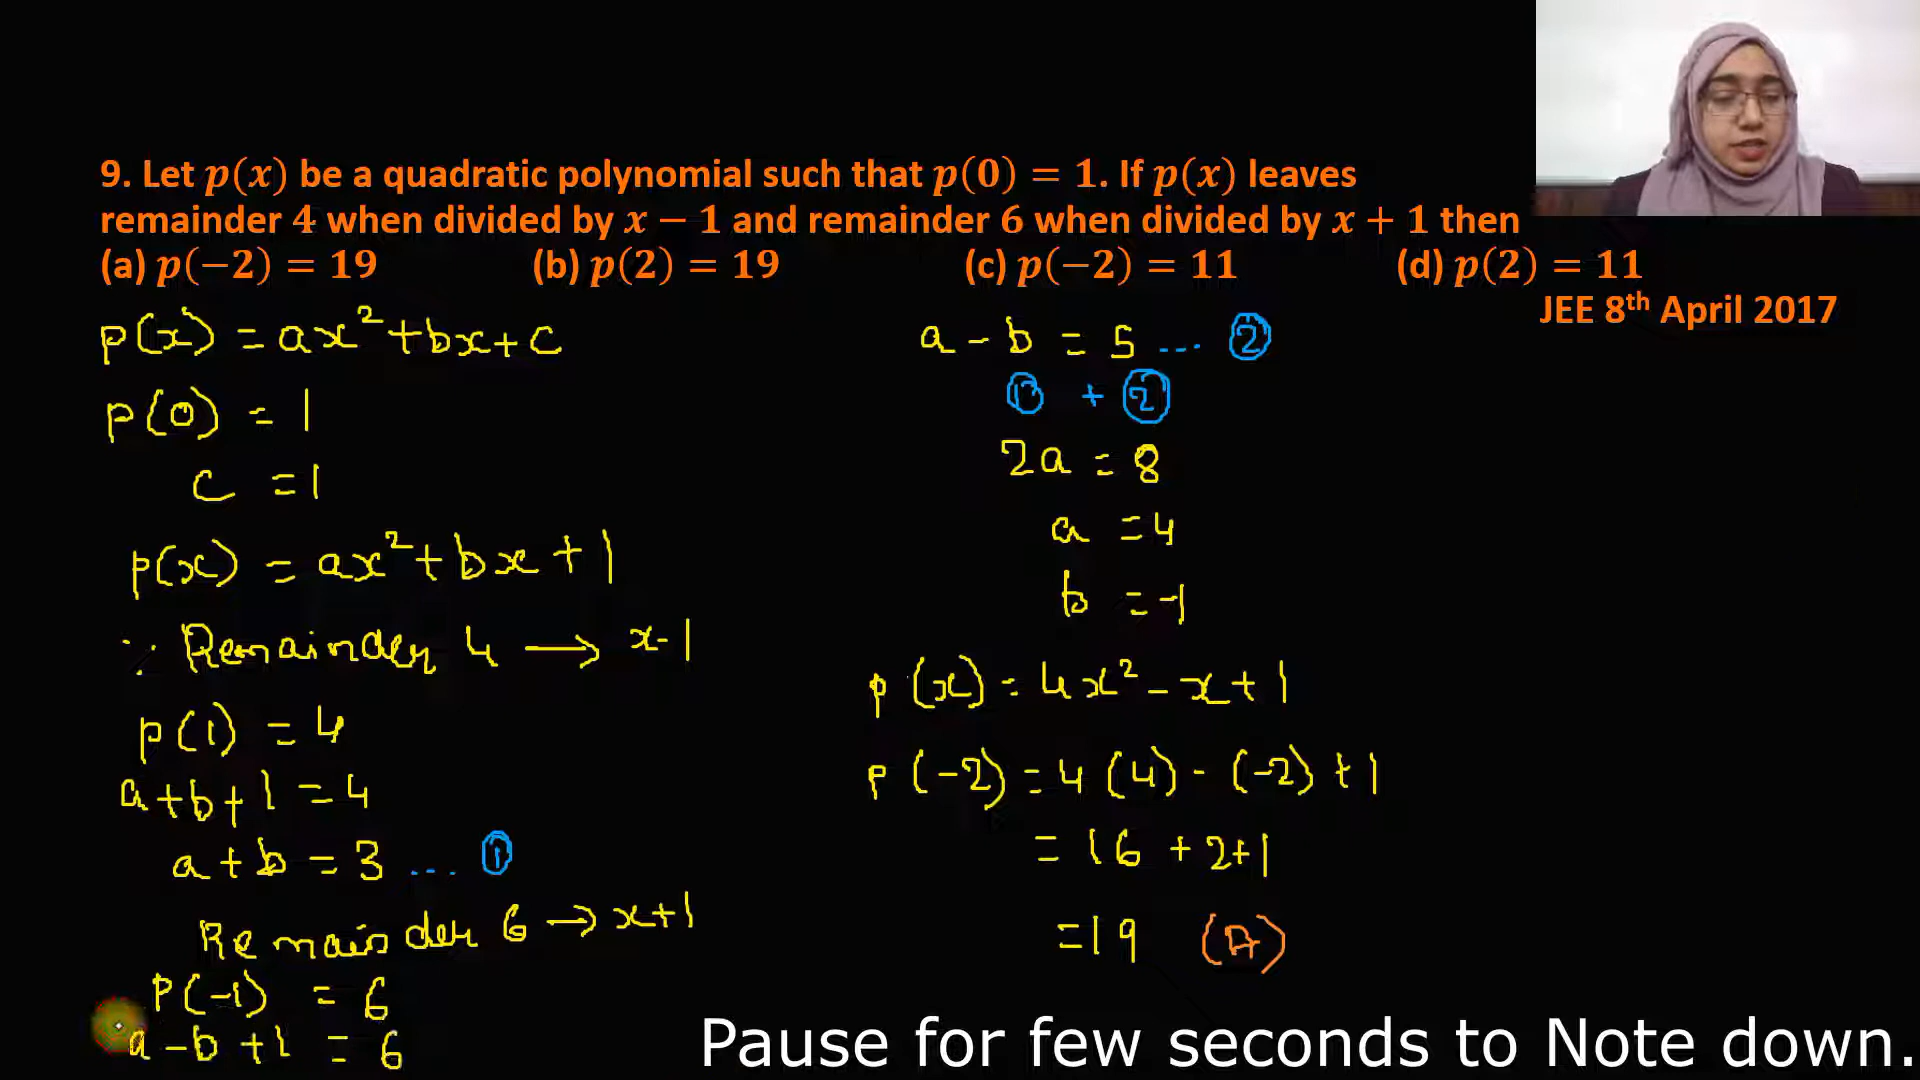 9. Let p(x) be a quadratic polynomial such that p(0) = 1. If p(x) leaves
remainder 4 when divided by x − 1 and remainder 6 when divided by x + 1 then
(a) p(−2) = 19 (b) p(2) = 19 (c) p(−2) = 11 (d) p(2) = 11
JEE 8th April 2017
p(x) = ax² + bx + c
p(0) = 1
c = 1
p(x) = ax² + bx + 1
∵ Remainder 4 → x-1
p(1) = 4
a + b + 1 = 4
a + b = 3 ... ①
Remainder 6 → x+1
p(-1) = 6
a - b + 1 = 6
a - b = 5 ... ②
① + ②
2a = 8
a = 4
b = -1
p(x) = 4x² - x + 1
p(-2) = 4(4) - (-2) + 1
= 16 + 2 + 1
= 19 (A)
Pause for few seconds to Note down.